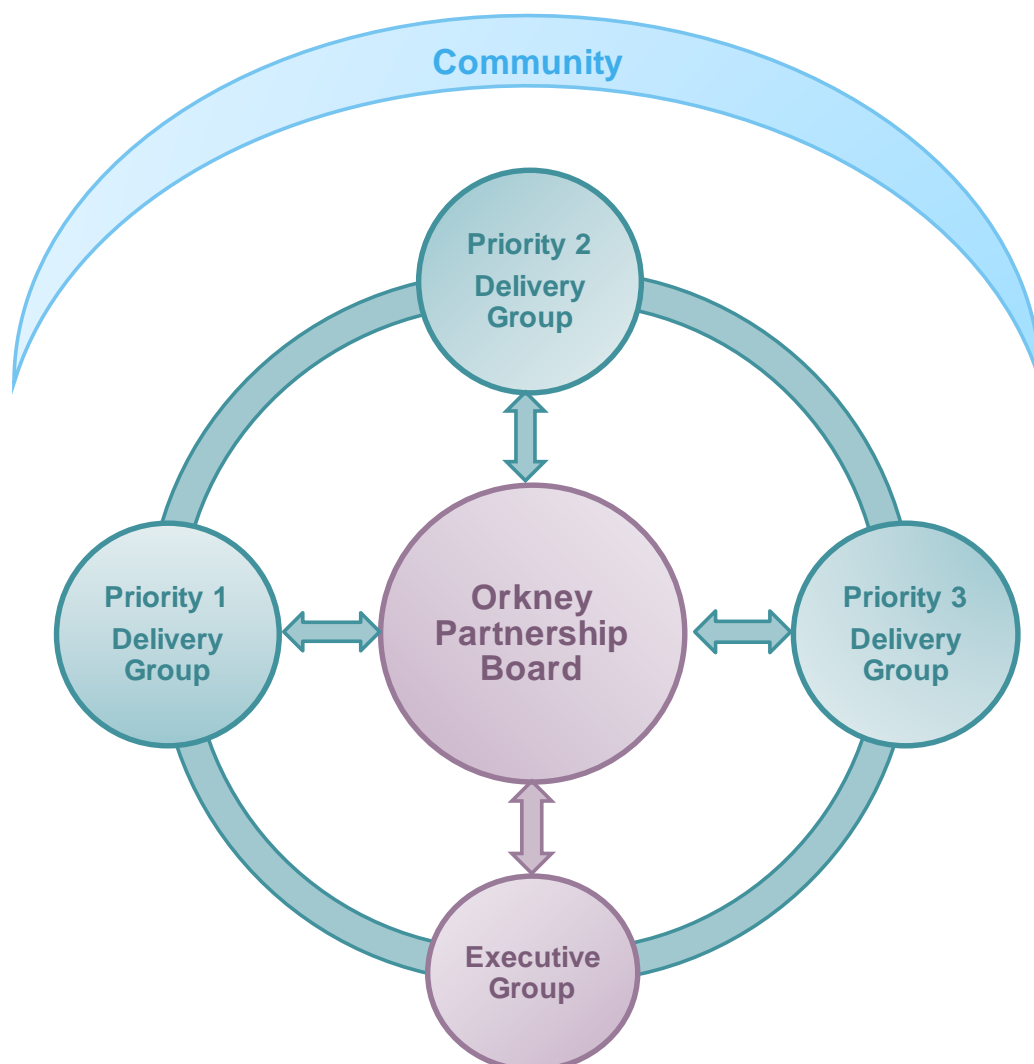 Community
Priority 2
Delivery
Group
Priority 1
Delivery
Group
Orkney
Partnership
Board
Priority 3
Delivery
Group
Executive
Group